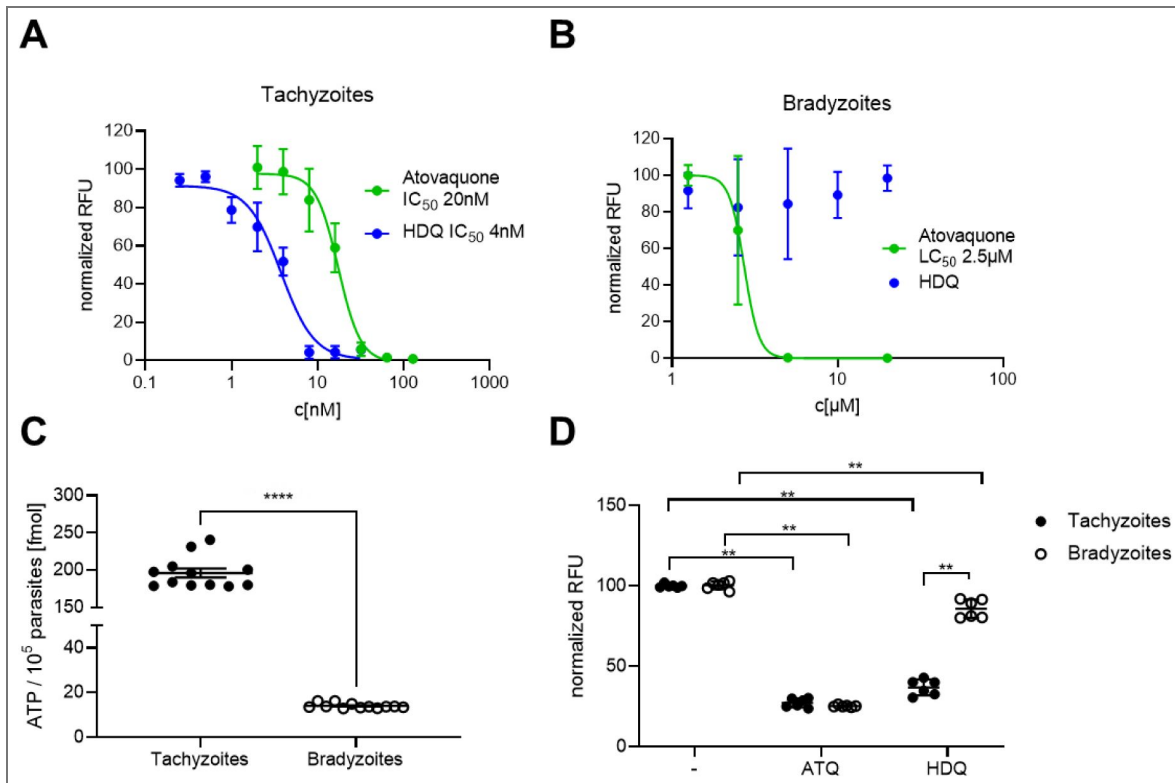 A
Tachyzoites
normalized RFU
120
100
80
60
40
20
0
0.1
1
10
100
1000
c[nM]
Atovaquone
IC50 20nM
HDQ IC50 4nM
B
Bradyzoites
normalized RFU
120
100
80
60
40
20
0
1
10
100
c[µM]
Atovaquone
LC50 2.5µM
HDQ
C
ATP / 10⁵ parasites [fmol]
300
250
200
150
40
20
0
****
Tachyzoites
Bradyzoites
D
normalized RFU
150
100
50
0
**
**
**
**
**
-
ATQ
HDQ
Tachyzoites
Bradyzoites